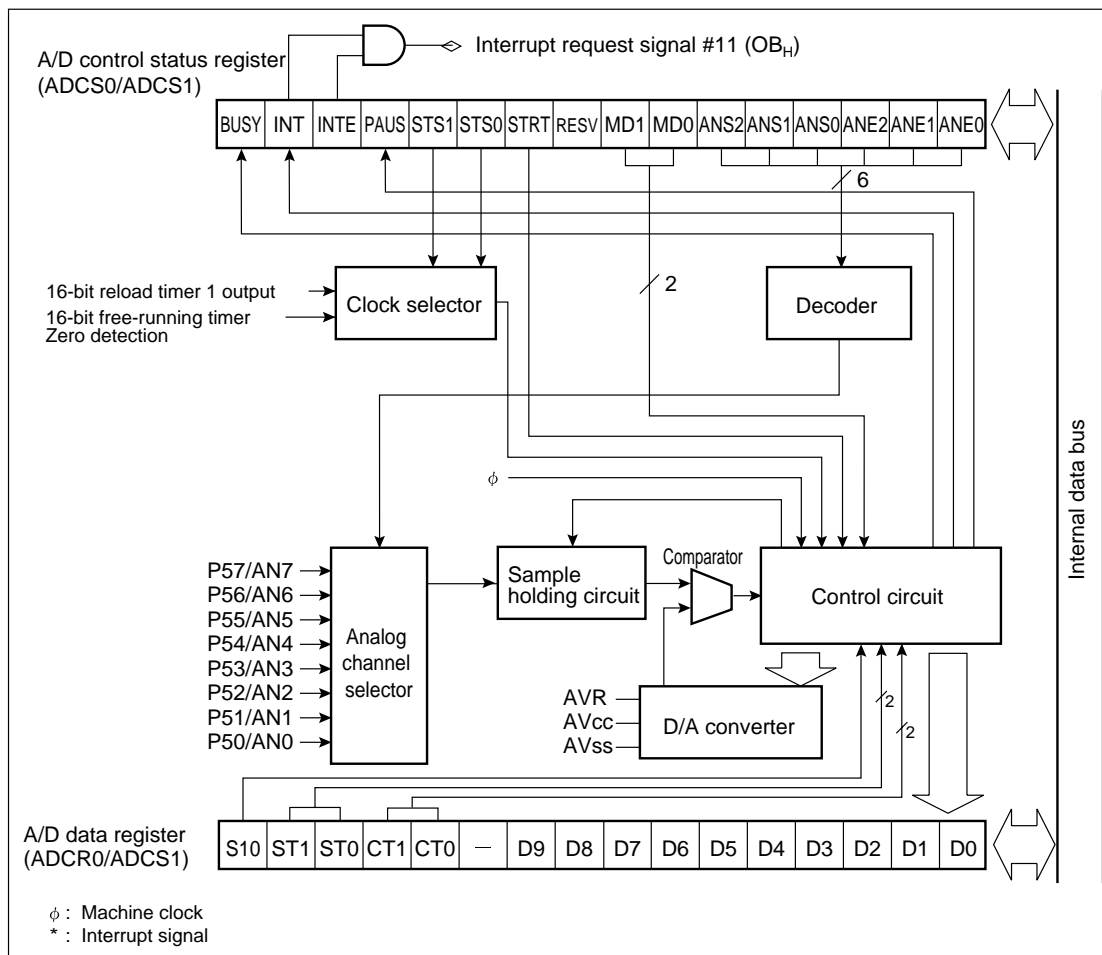 Interrupt request signal #11 (OBH)
A/D control status register
(ADCS0/ADCS1)
BUSY INT INTE PAUS STS1 STS0 STRT RESV MD1 MD0 ANS2 ANS1 ANS0 ANE2 ANE1 ANE0
6
2
16-bit reload timer 1 output
16-bit free-running timer
Zero detection
Clock selector
Decoder
Internal data bus
ϕ
P57/AN7
P56/AN6
P55/AN5
P54/AN4
P53/AN3
P52/AN2
P51/AN1
P50/AN0
Analog
channel
selector
Sample
holding circuit
Comparator
Control circuit
AVR
AVcc
AVss
D/A converter
2
2
A/D data register
(ADCR0/ADCS1)
S10 ST1 ST0 CT1 CT0 — D9 D8 D7 D6 D5 D4 D3 D2 D1 D0
ϕ : Machine clock
* : Interrupt signal